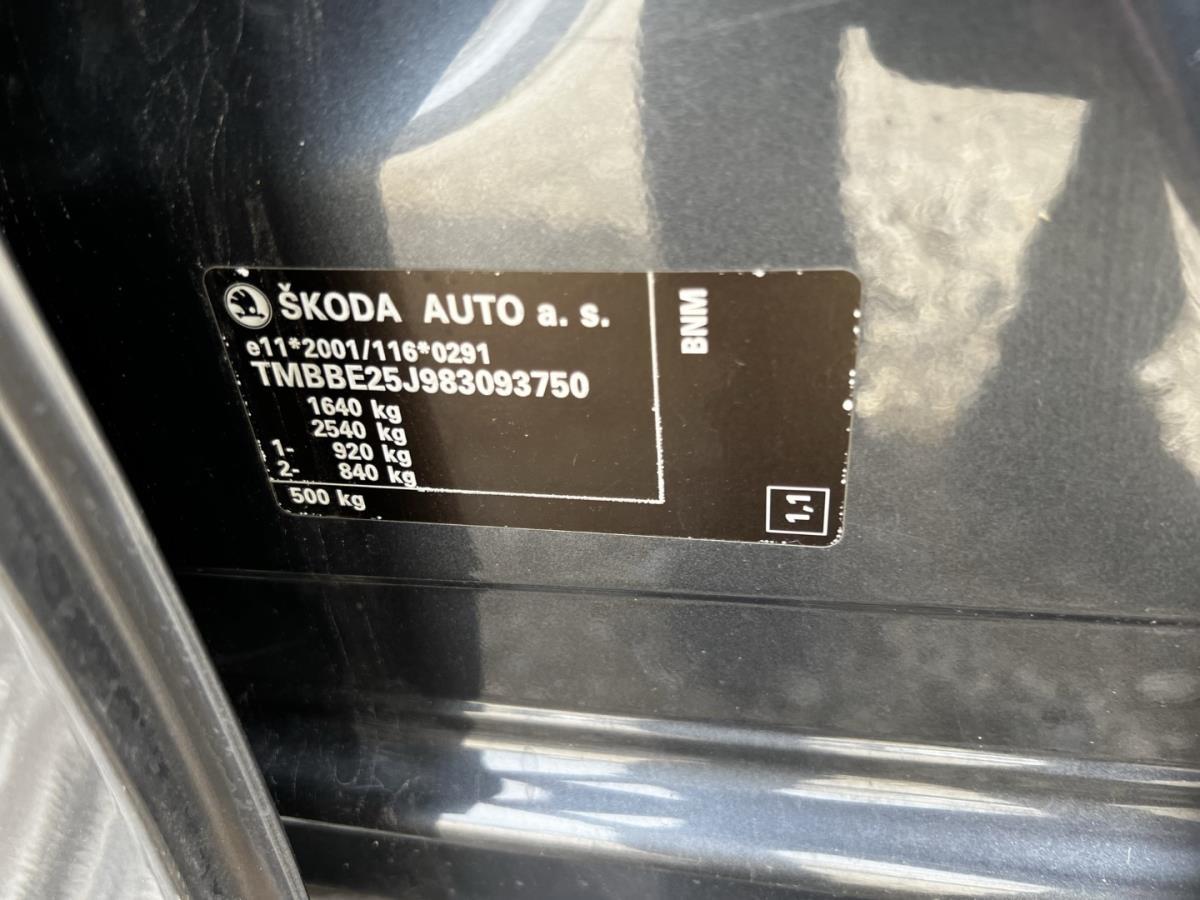 ŠKODA AUTO a. s.
e11*2001/116*0291
TMBBE25J983093750
1640 kg
2540 kg
1- 920 kg
2- 840 kg
500 kg
BNM
1,1